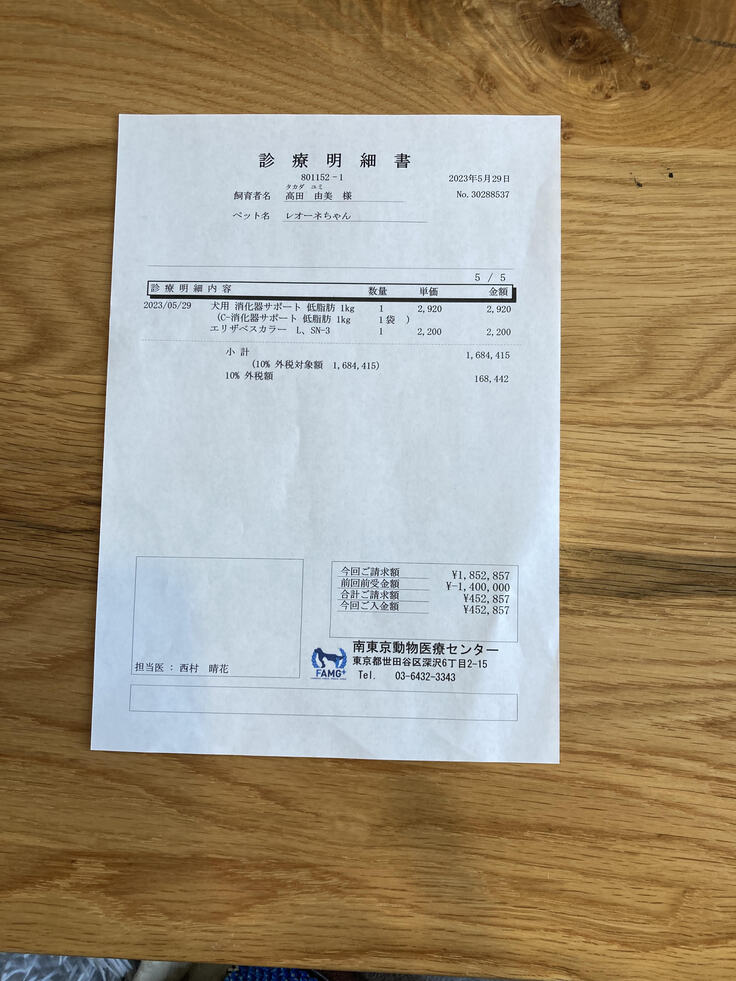 診療明細書
801152-1
2023年5月29日
タカダ ユミ
飼育者名 高田 由美 様
No.30288537
ペット名 レオーネちゃん
5 / 5
診療明細内容 数量 単価 金額
2023/05/29 犬用 消化器サポート 低脂肪 1kg 1 2,920 2,920
(C-消化器サポート 低脂肪 1kg 1袋 )
エリザベスカラー L、SN-3 1 2,200 2,200
小 計 1,684,415
(10% 外税対象額 1,684,415)
10% 外税額 168,442
今回ご請求額 ¥1,852,857
前回前受金額 ¥-1,400,000
合計ご請求額 ¥452,857
今回ご入金額 ¥452,857
担当医 : 西村 晴花
FAMG+
南東京動物医療センター
東京都世田谷区深沢6丁目2-15
Tel. 03-6432-3343